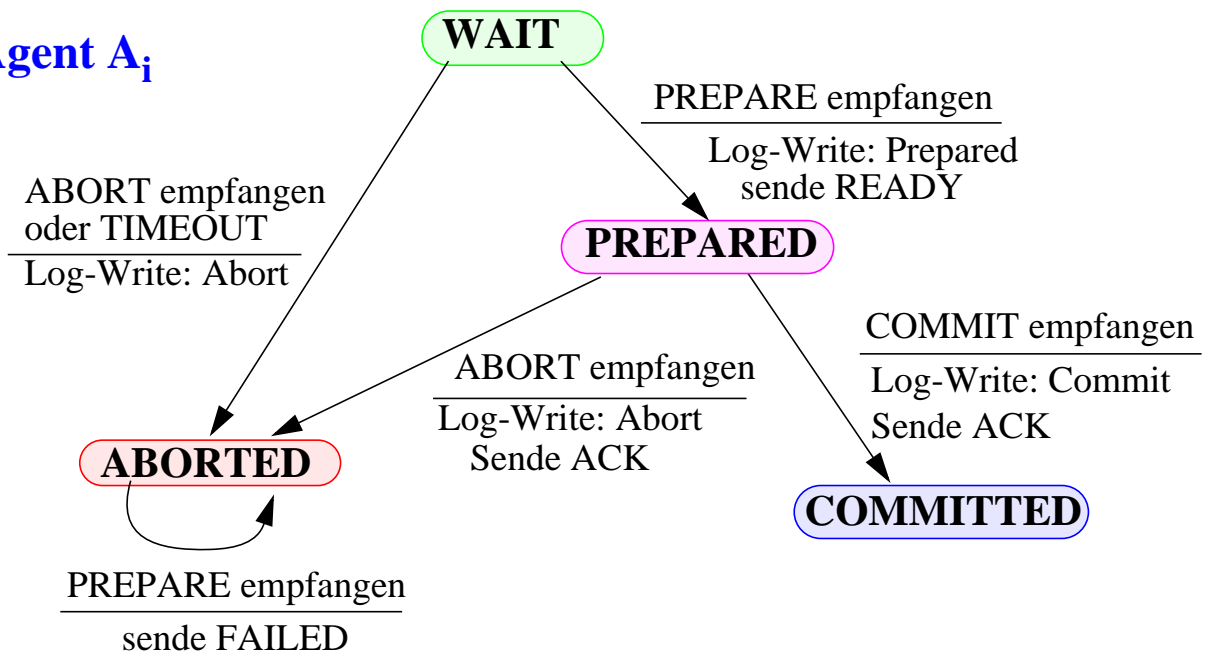 WAIT
Agent Ai
PREPARE empfangen
Log-Write: Prepared
sende READY
ABORT empfangen
oder TIMEOUT
Log-Write: Abort
PREPARED
COMMIT empfangen
Log-Write: Commit
Sende ACK
ABORT empfangen
Log-Write: Abort
Sende ACK
ABORTED
COMMITTED
PREPARE empfangen
sende FAILED